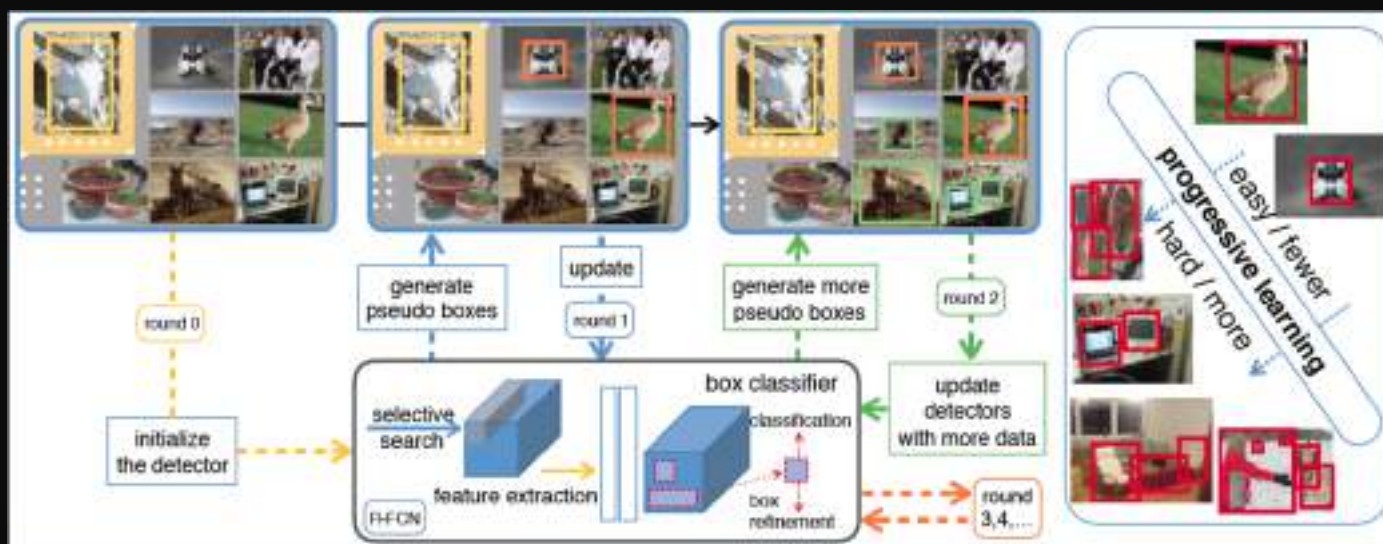 round 0
generate
pseudo boxes
update
round 1
generate more
pseudo boxes
round 2
initialize
the detector
selective
search
feature extraction
box classifier
classification
box
refinement
update
detectors
with more data
round
3,4,...
easy / fewer
progressive learning
hard / more